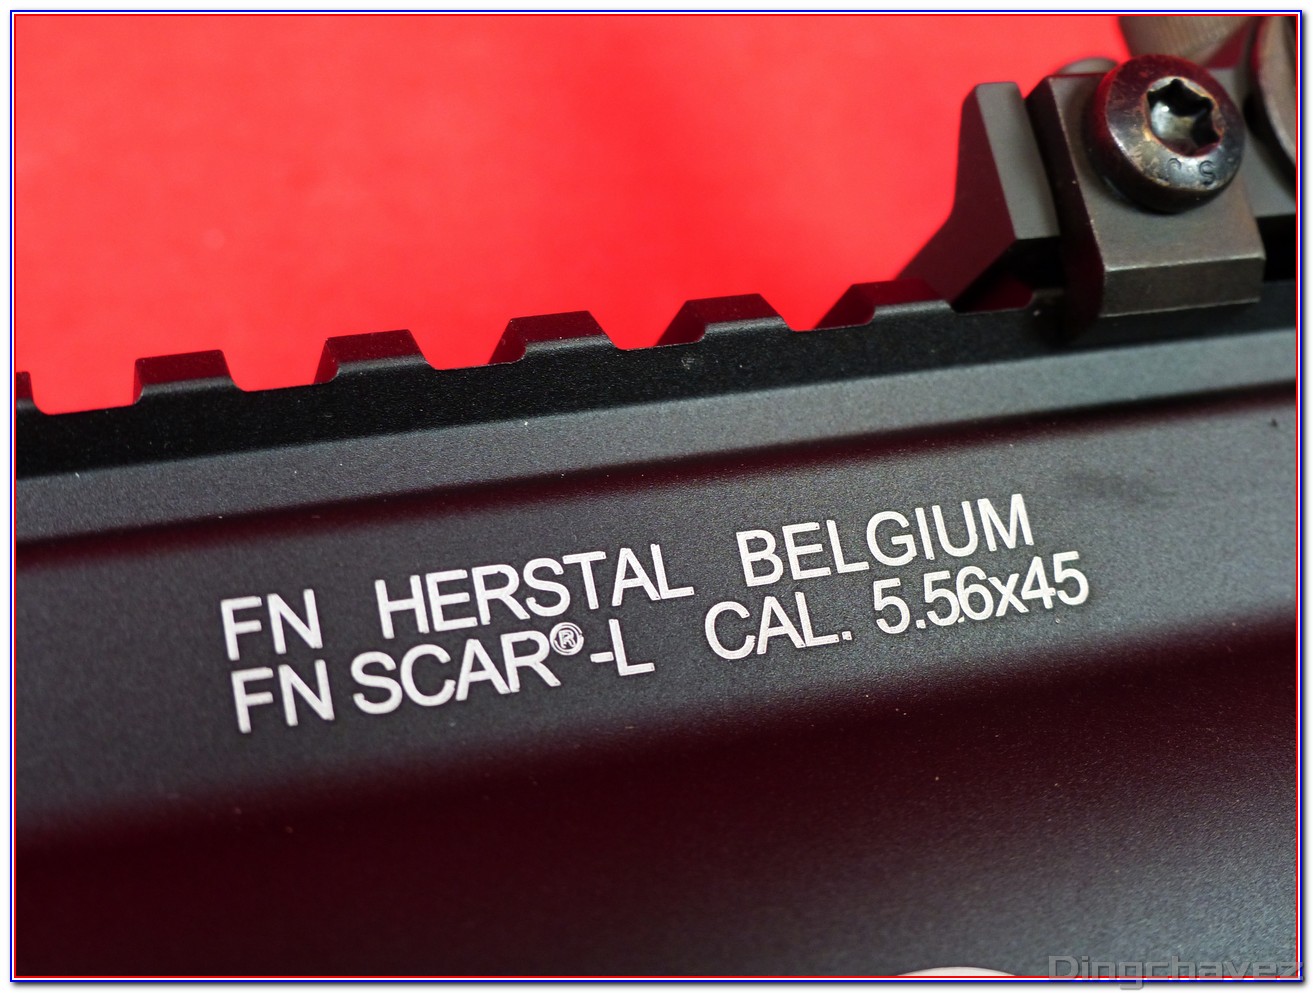 FN HERSTAL BELGIUM
FN SCAR®-L CAL. 5.56x45
Dingchavez